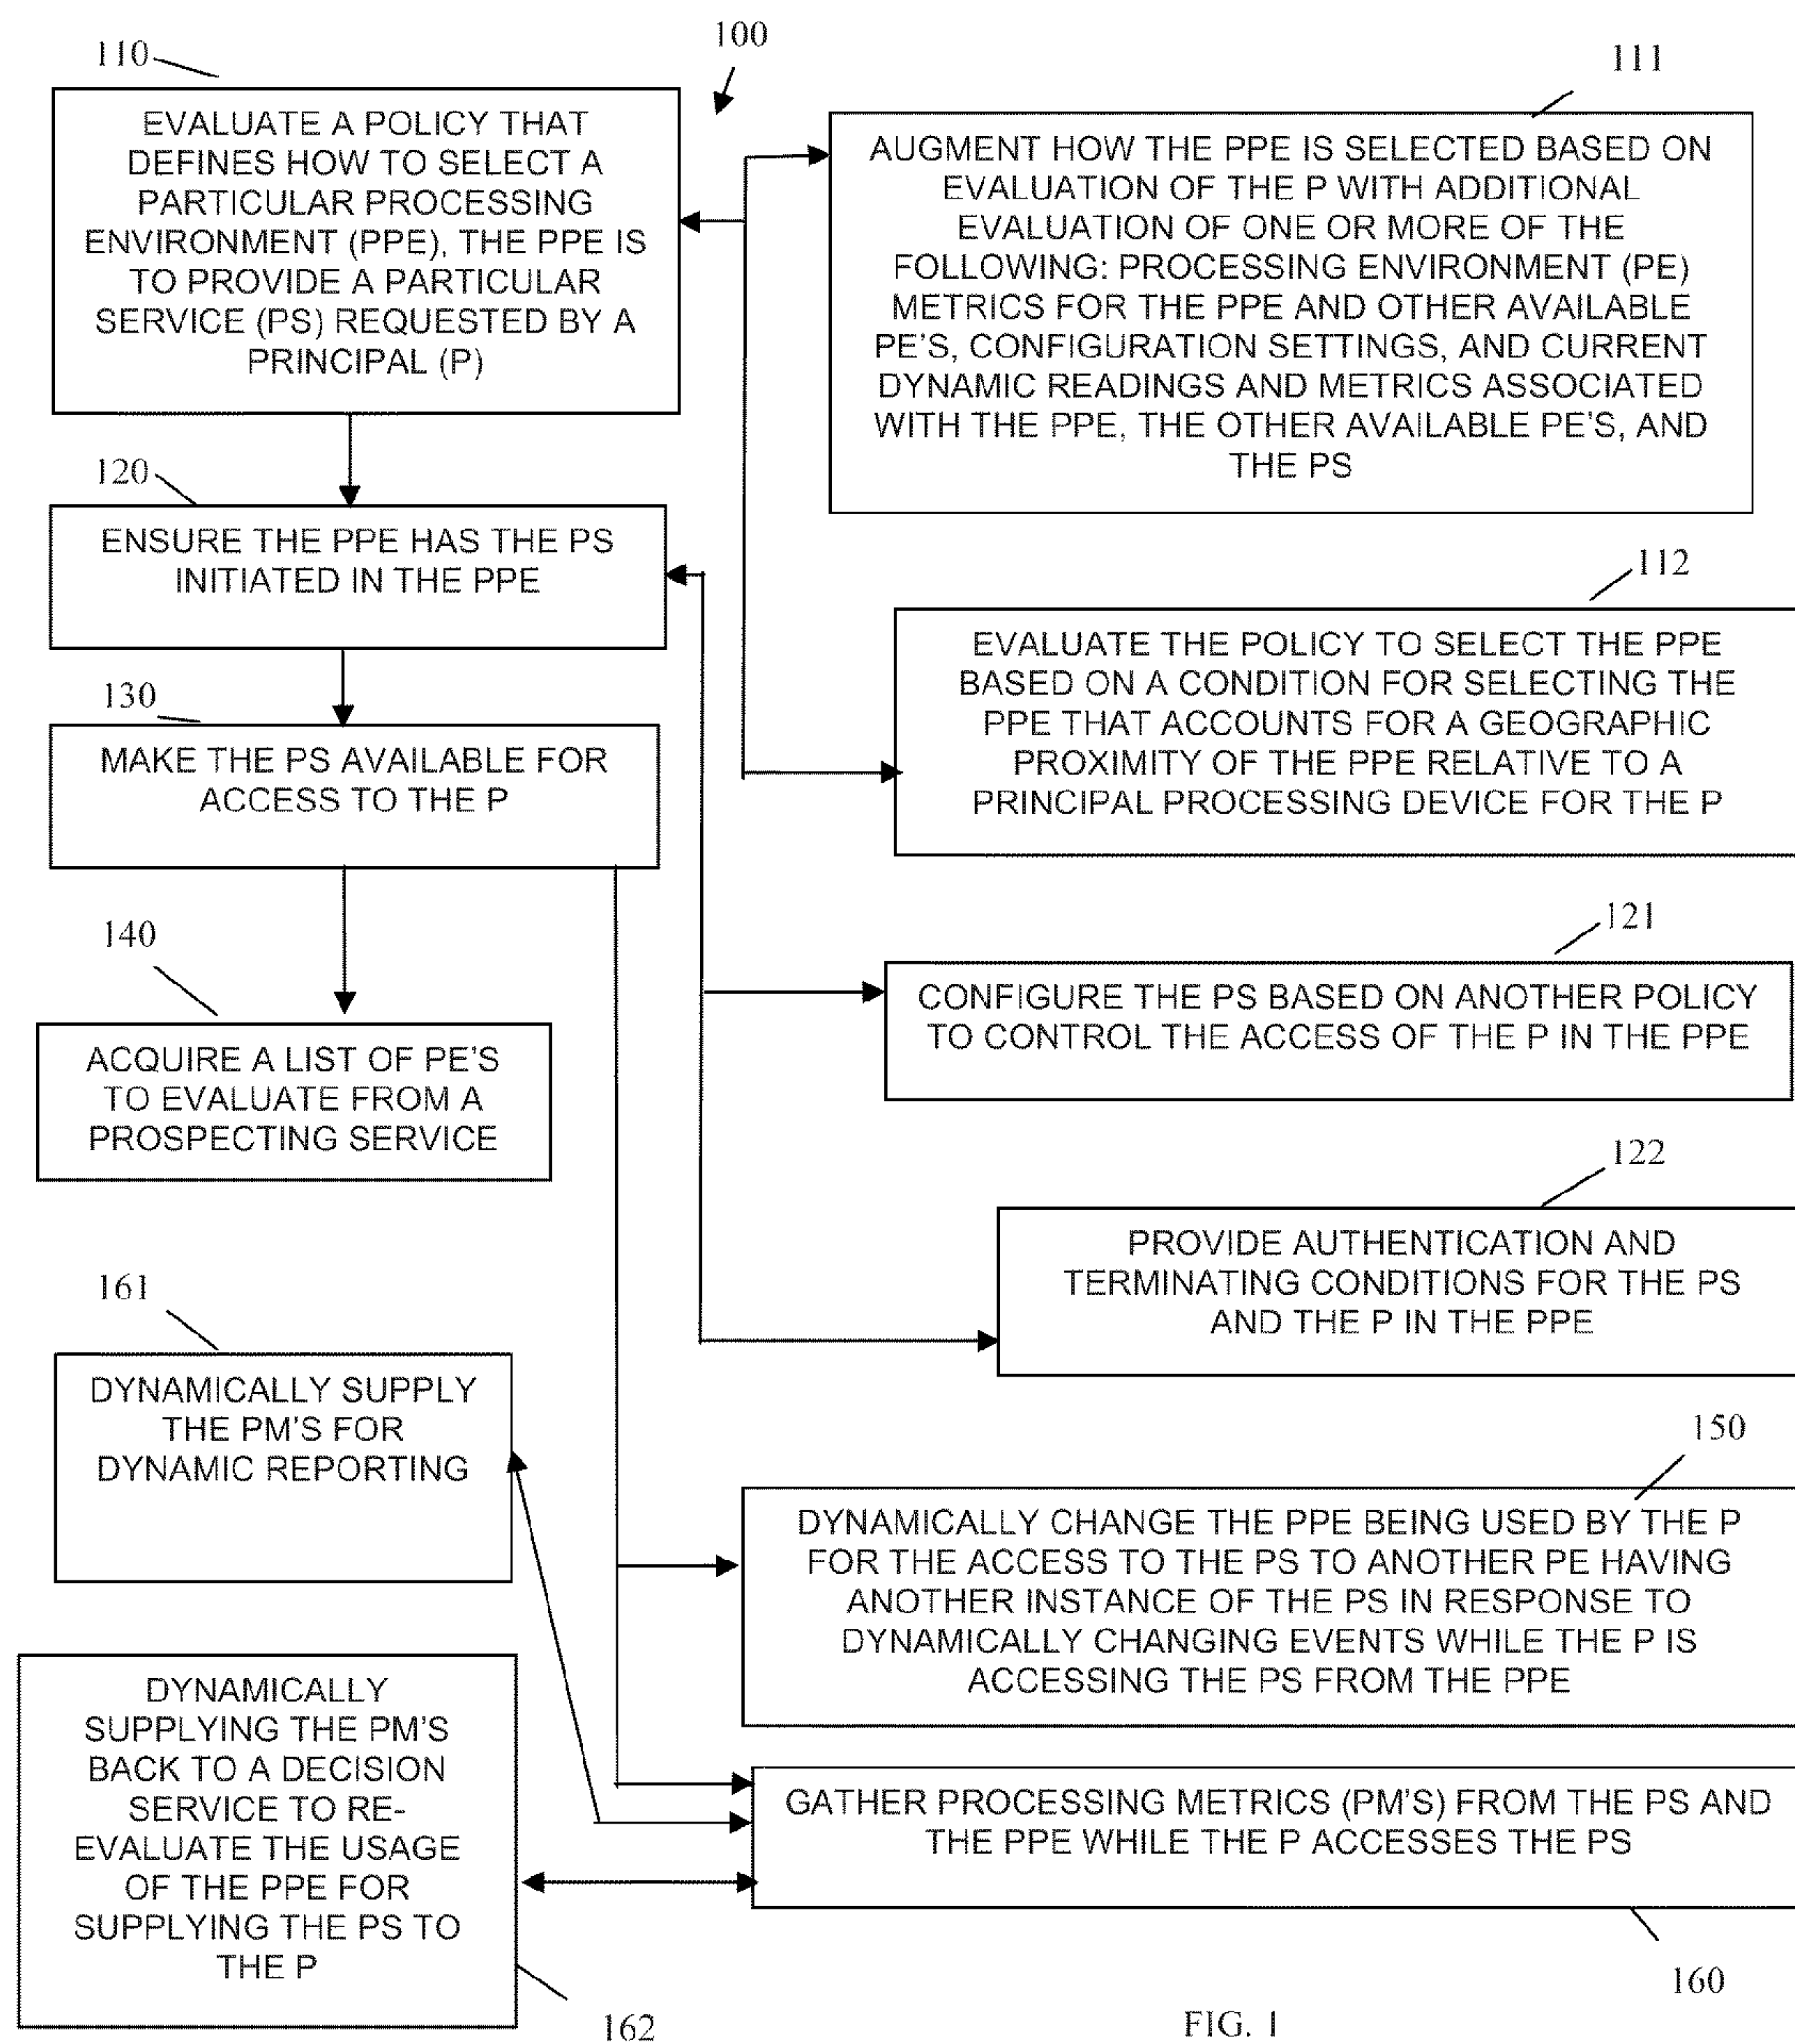 100
110
EVALUATE A POLICY THAT
DEFINES HOW TO SELECT A
PARTICULAR PROCESSING
ENVIRONMENT (PPE), THE PPE IS
TO PROVIDE A PARTICULAR
SERVICE (PS) REQUESTED BY A
PRINCIPAL (P)
111
AUGMENT HOW THE PPE IS SELECTED BASED ON
EVALUATION OF THE P WITH ADDITIONAL
EVALUATION OF ONE OR MORE OF THE
FOLLOWING: PROCESSING ENVIRONMENT (PE)
METRICS FOR THE PPE AND OTHER AVAILABLE
PE'S, CONFIGURATION SETTINGS, AND CURRENT
DYNAMIC READINGS AND METRICS ASSOCIATED
WITH THE PPE, THE OTHER AVAILABLE PE'S, AND
THE PS
120
ENSURE THE PPE HAS THE PS
INITIATED IN THE PPE
112
EVALUATE THE POLICY TO SELECT THE PPE
BASED ON A CONDITION FOR SELECTING THE
PPE THAT ACCOUNTS FOR A GEOGRAPHIC
PROXIMITY OF THE PPE RELATIVE TO A
PRINCIPAL PROCESSING DEVICE FOR THE P
130
MAKE THE PS AVAILABLE FOR
ACCESS TO THE P
121
CONFIGURE THE PS BASED ON ANOTHER POLICY
TO CONTROL THE ACCESS OF THE P IN THE PPE
140
ACQUIRE A LIST OF PE'S
TO EVALUATE FROM A
PROSPECTING SERVICE
122
PROVIDE AUTHENTICATION AND
TERMINATING CONDITIONS FOR THE PS
AND THE P IN THE PPE
161
DYNAMICALLY SUPPLY
THE PM'S FOR
DYNAMIC REPORTING
150
DYNAMICALLY CHANGE THE PPE BEING USED BY THE P
FOR THE ACCESS TO THE PS TO ANOTHER PE HAVING
ANOTHER INSTANCE OF THE PS IN RESPONSE TO
DYNAMICALLY CHANGING EVENTS WHILE THE P IS
ACCESSING THE PS FROM THE PPE
DYNAMICALLY
SUPPLYING THE PM'S
BACK TO A DECISION
SERVICE TO RE-
EVALUATE THE USAGE
OF THE PPE FOR
SUPPLYING THE PS TO
THE P
162
GATHER PROCESSING METRICS (PM'S) FROM THE PS AND
THE PPE WHILE THE P ACCESSES THE PS
160
FIG. 1